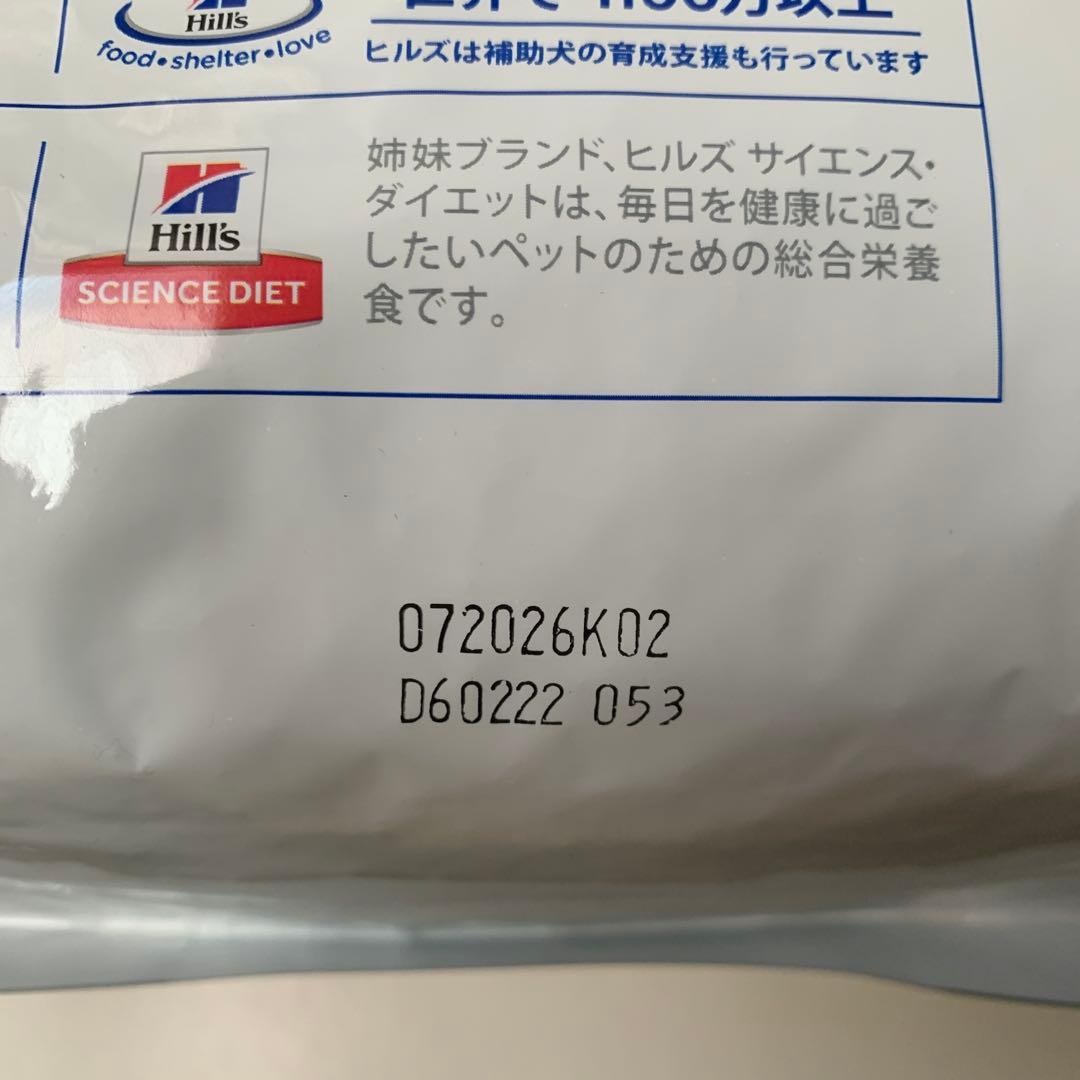 Hill's
food•shelter•love
ヒルズは補助犬の育成支援も行っています
Hill's
SCIENCE DIET
姉妹ブランド、ヒルズ サイエンス・
ダイエットは、毎日を健康に過ご
したいペットのための総合栄養
食です。
072026K02
D60222 053